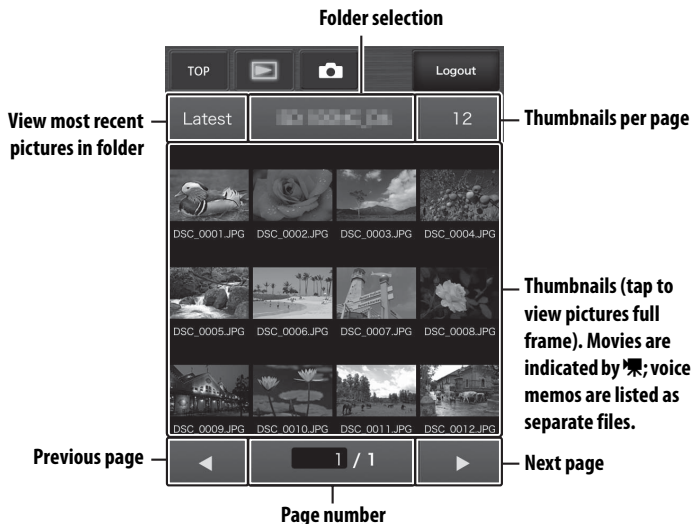 Folder selection
TOP
Logout
View most recent
pictures in folder
Latest
12
Thumbnails per page
DSC_0001.JPG DSC_0002.JPG DSC_0003.JPG DSC_0004.JPG
DSC_0005.JPG DSC_0006.JPG DSC_0007.JPG DSC_0008.JPG
Thumbnails (tap to
view pictures full
frame). Movies are
indicated by ; voice
memos are listed as
separate files.
DSC_0009.JPG DSC_0010.JPG DSC_0011.JPG DSC_0012.JPG
Previous page
1 / 1
Next page
Page number